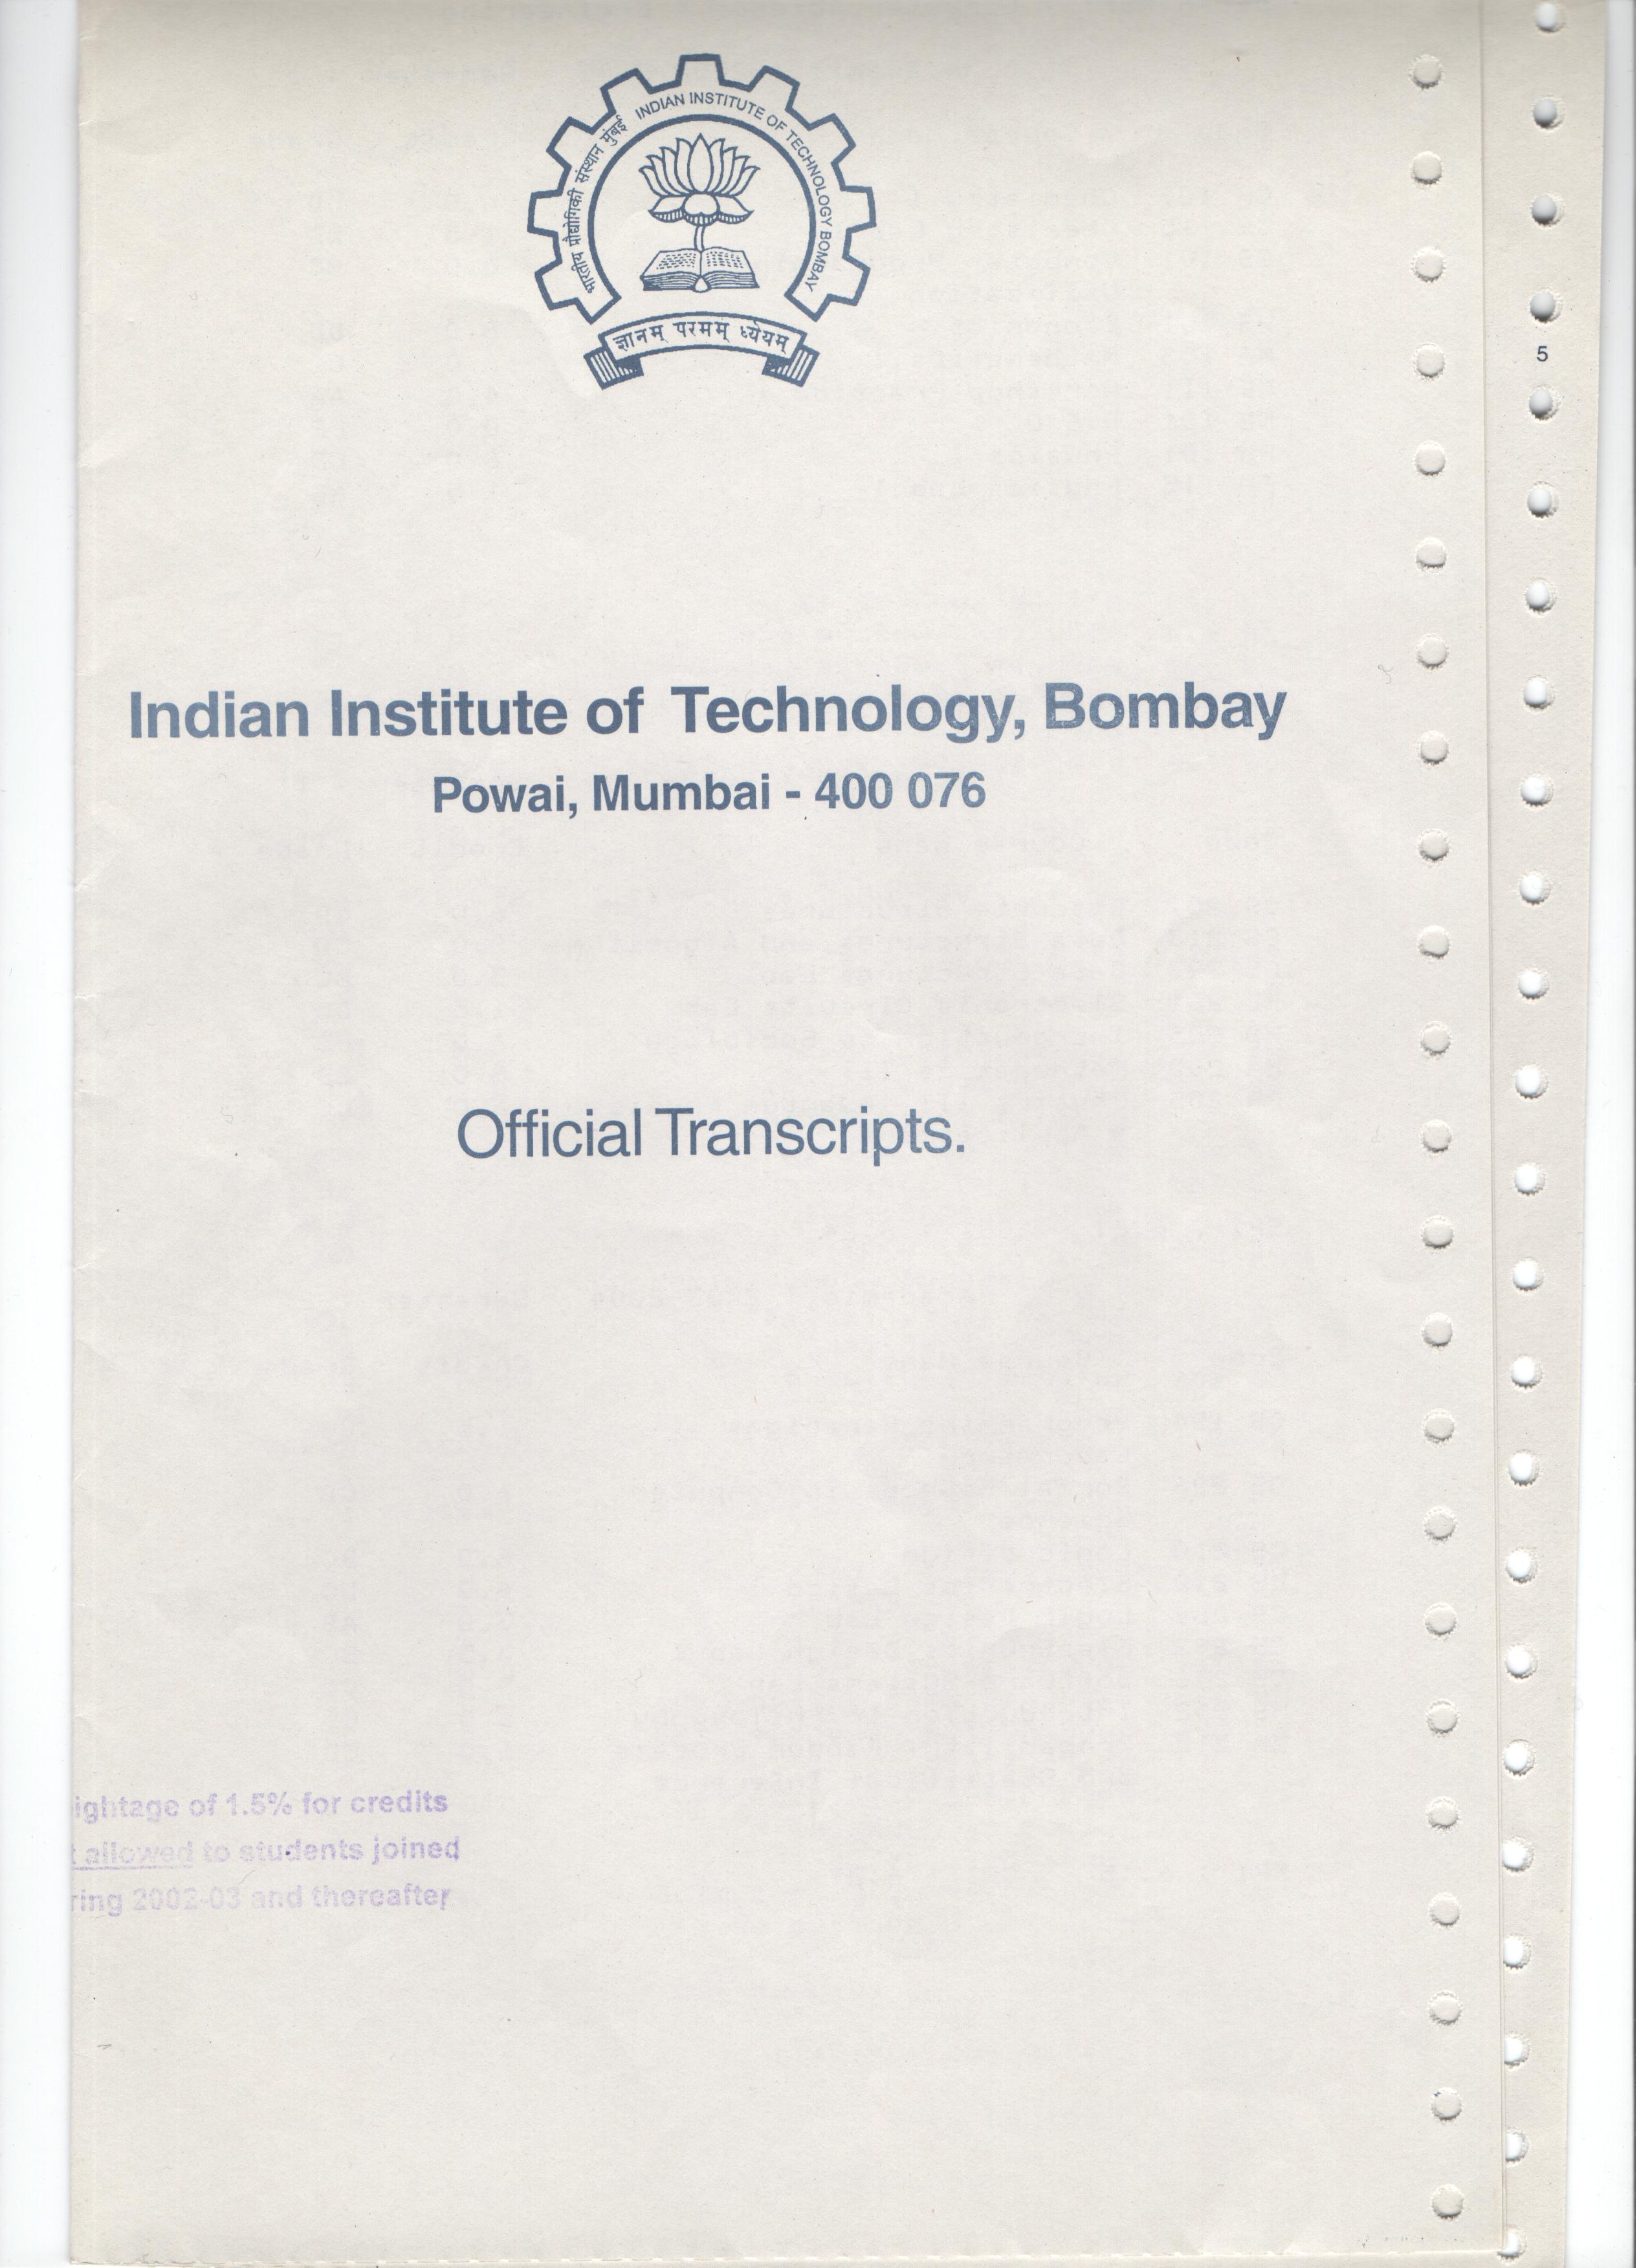 भारतीय प्रौद्योगिकी संस्थान मुंबई INDIAN INSTITUTE OF TECHNOLOGY BOMBAY
ज्ञानम् परमम् ध्येयम्
5
Indian Institute of Technology, Bombay
Powai, Mumbai - 400 076
Official Transcripts.
ightage of 1.5% for credits
t allowed to students joined
ring 2002-03 and thereafter